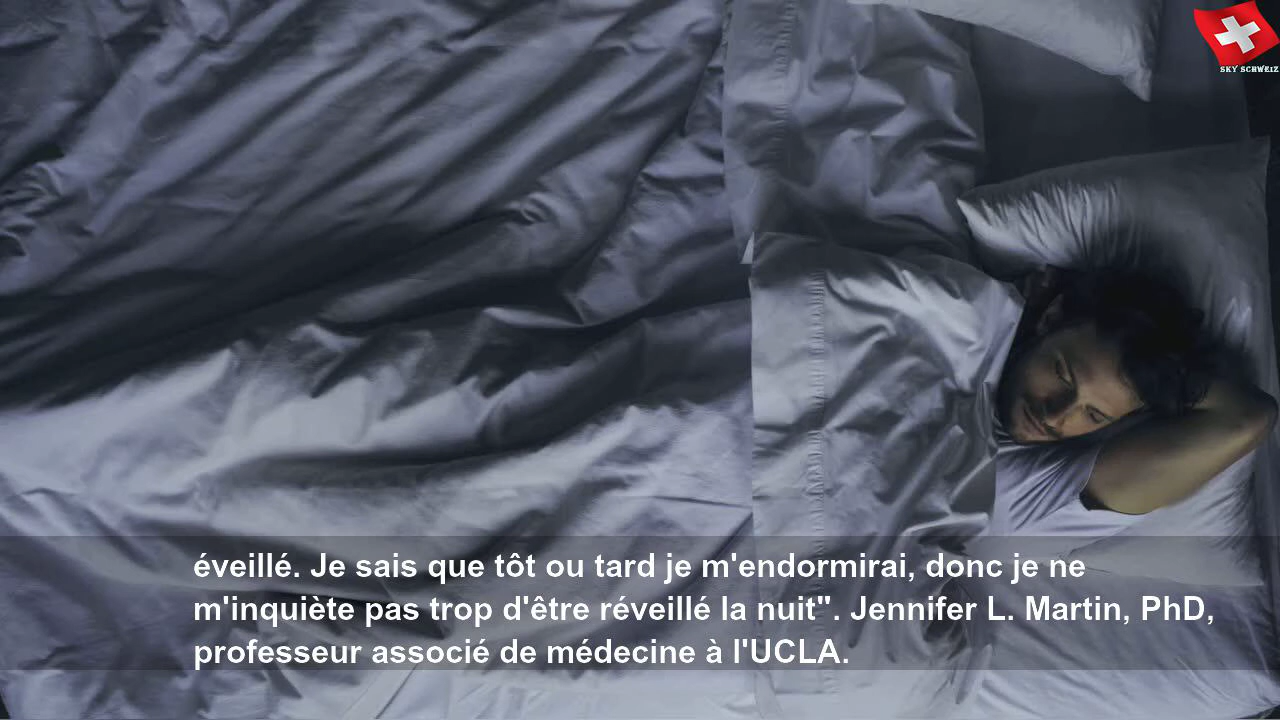 SKY SCHWEIZ
éveillé. Je sais que tôt ou tard je m'endormirai, donc je ne
m'inquiète pas trop d'être réveillé la nuit". Jennifer L. Martin, PhD,
professeur associé de médecine à l'UCLA.